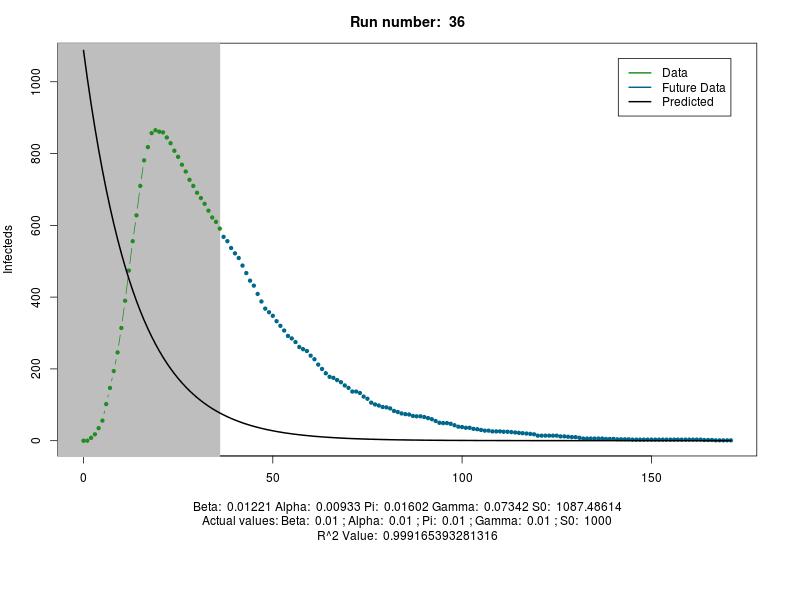 Run number: 36
Data
Future Data
Predicted
Infecteds
1000
800
600
400
200
0
0 50 100 150
Beta: 0.01221 Alpha: 0.00933 Pi: 0.01602 Gamma: 0.07342 S0: 1087.48614
Actual values: Beta: 0.01 ; Alpha: 0.01 ; Pi: 0.01 ; Gamma: 0.01 ; S0: 1000
R^2 Value: 0.999165393281316